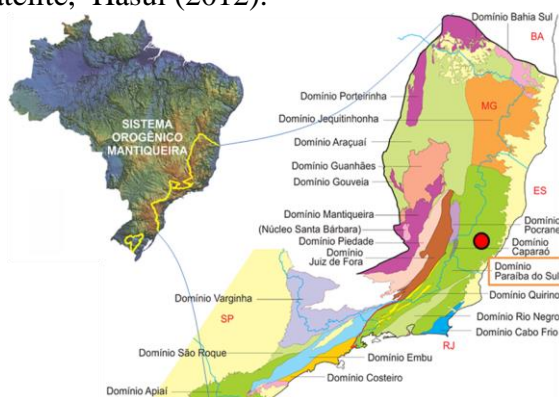 Hasui (2012).
SISTEMA
OROGÊNICO
MANTIQUEIRA
Domínio Bahia Sul
BA
Domínio Porteirinha
Domínio Jequitinhonha
MG
Domínio Araçuaí
Domínio Guanhães
Domínio Gouveia
ES
Domínio Mantiqueira
(Núcleo Santa Bárbara)
Domínio Piedade
Domínio
Juiz de Fora
Domínio
Pocrane
Domínio
Caparaó
Domínio
Paraíba do Sul
Domínio Varginha
Domínio Quirino
SP
Domínio Rio Negro
Domínio Cabo Frio
RJ
Domínio São Roque
Domínio Embu
Domínio Costeiro
Domínio Apiaí